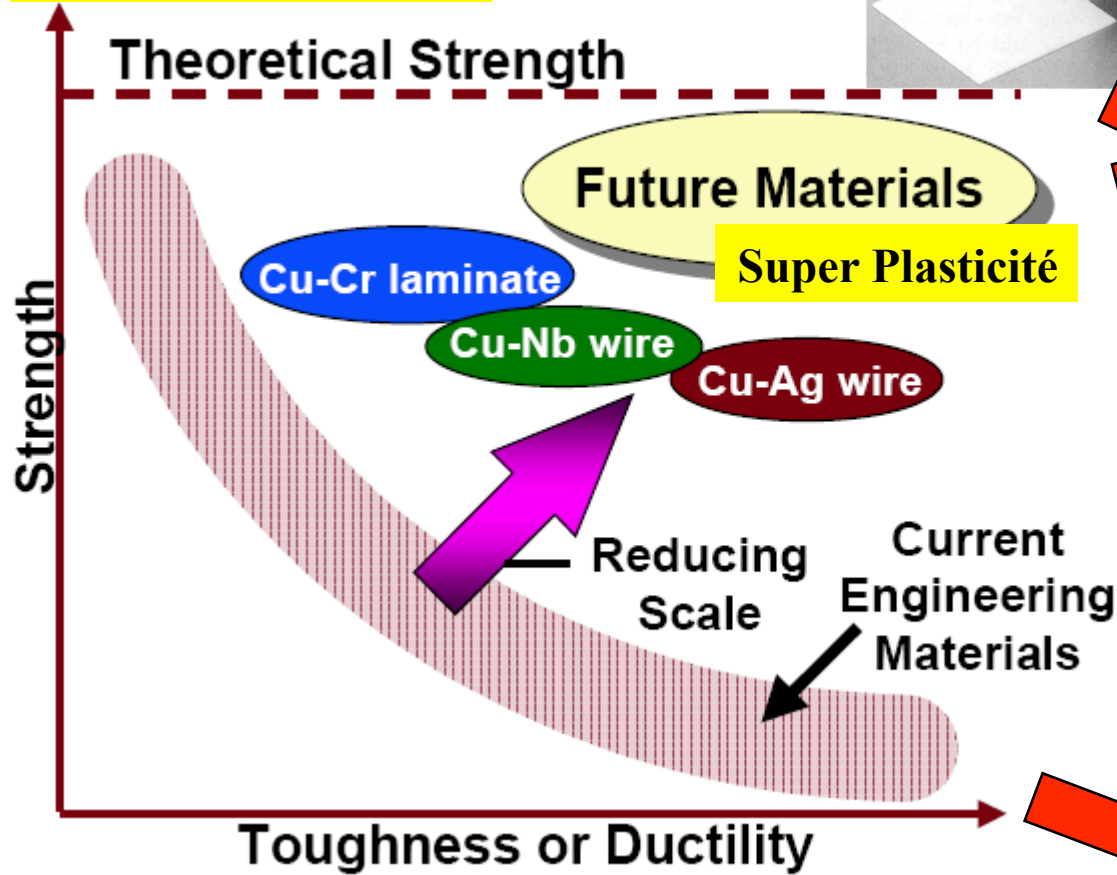 Theoretical Strength
Future Materials
Super Plasticité
Cu-Cr laminate
Cu-Nb wire
Cu-Ag wire
Strength
Reducing
Scale
Current
Engineering
Materials
Toughness or Ductility